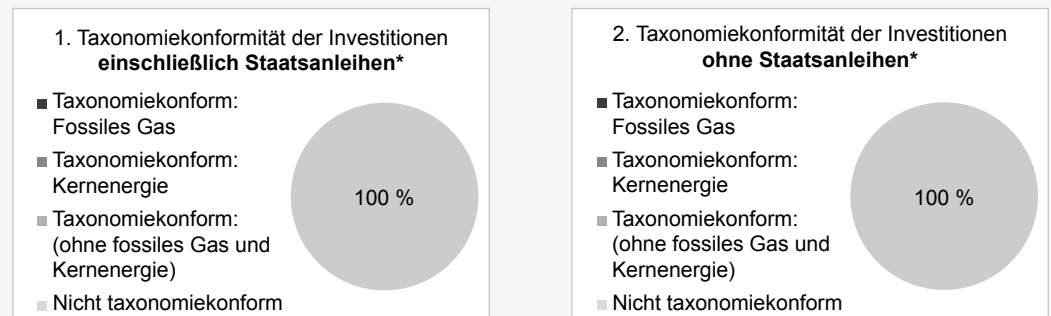 1. Taxonomiekonformität der Investitionen
einschließlich Staatsanleihen*
Taxonomiekonform:
Fossiles Gas
Taxonomiekonform:
Kernenergie
Taxonomiekonform:
(ohne fossiles Gas und
Kernenergie)
Nicht taxonomiekonform
100 %
2. Taxonomiekonformität der Investitionen
ohne Staatsanleihen*
Taxonomiekonform:
Fossiles Gas
Taxonomiekonform:
Kernenergie
Taxonomiekonform:
(ohne fossiles Gas und
Kernenergie)
Nicht taxonomiekonform
100 %